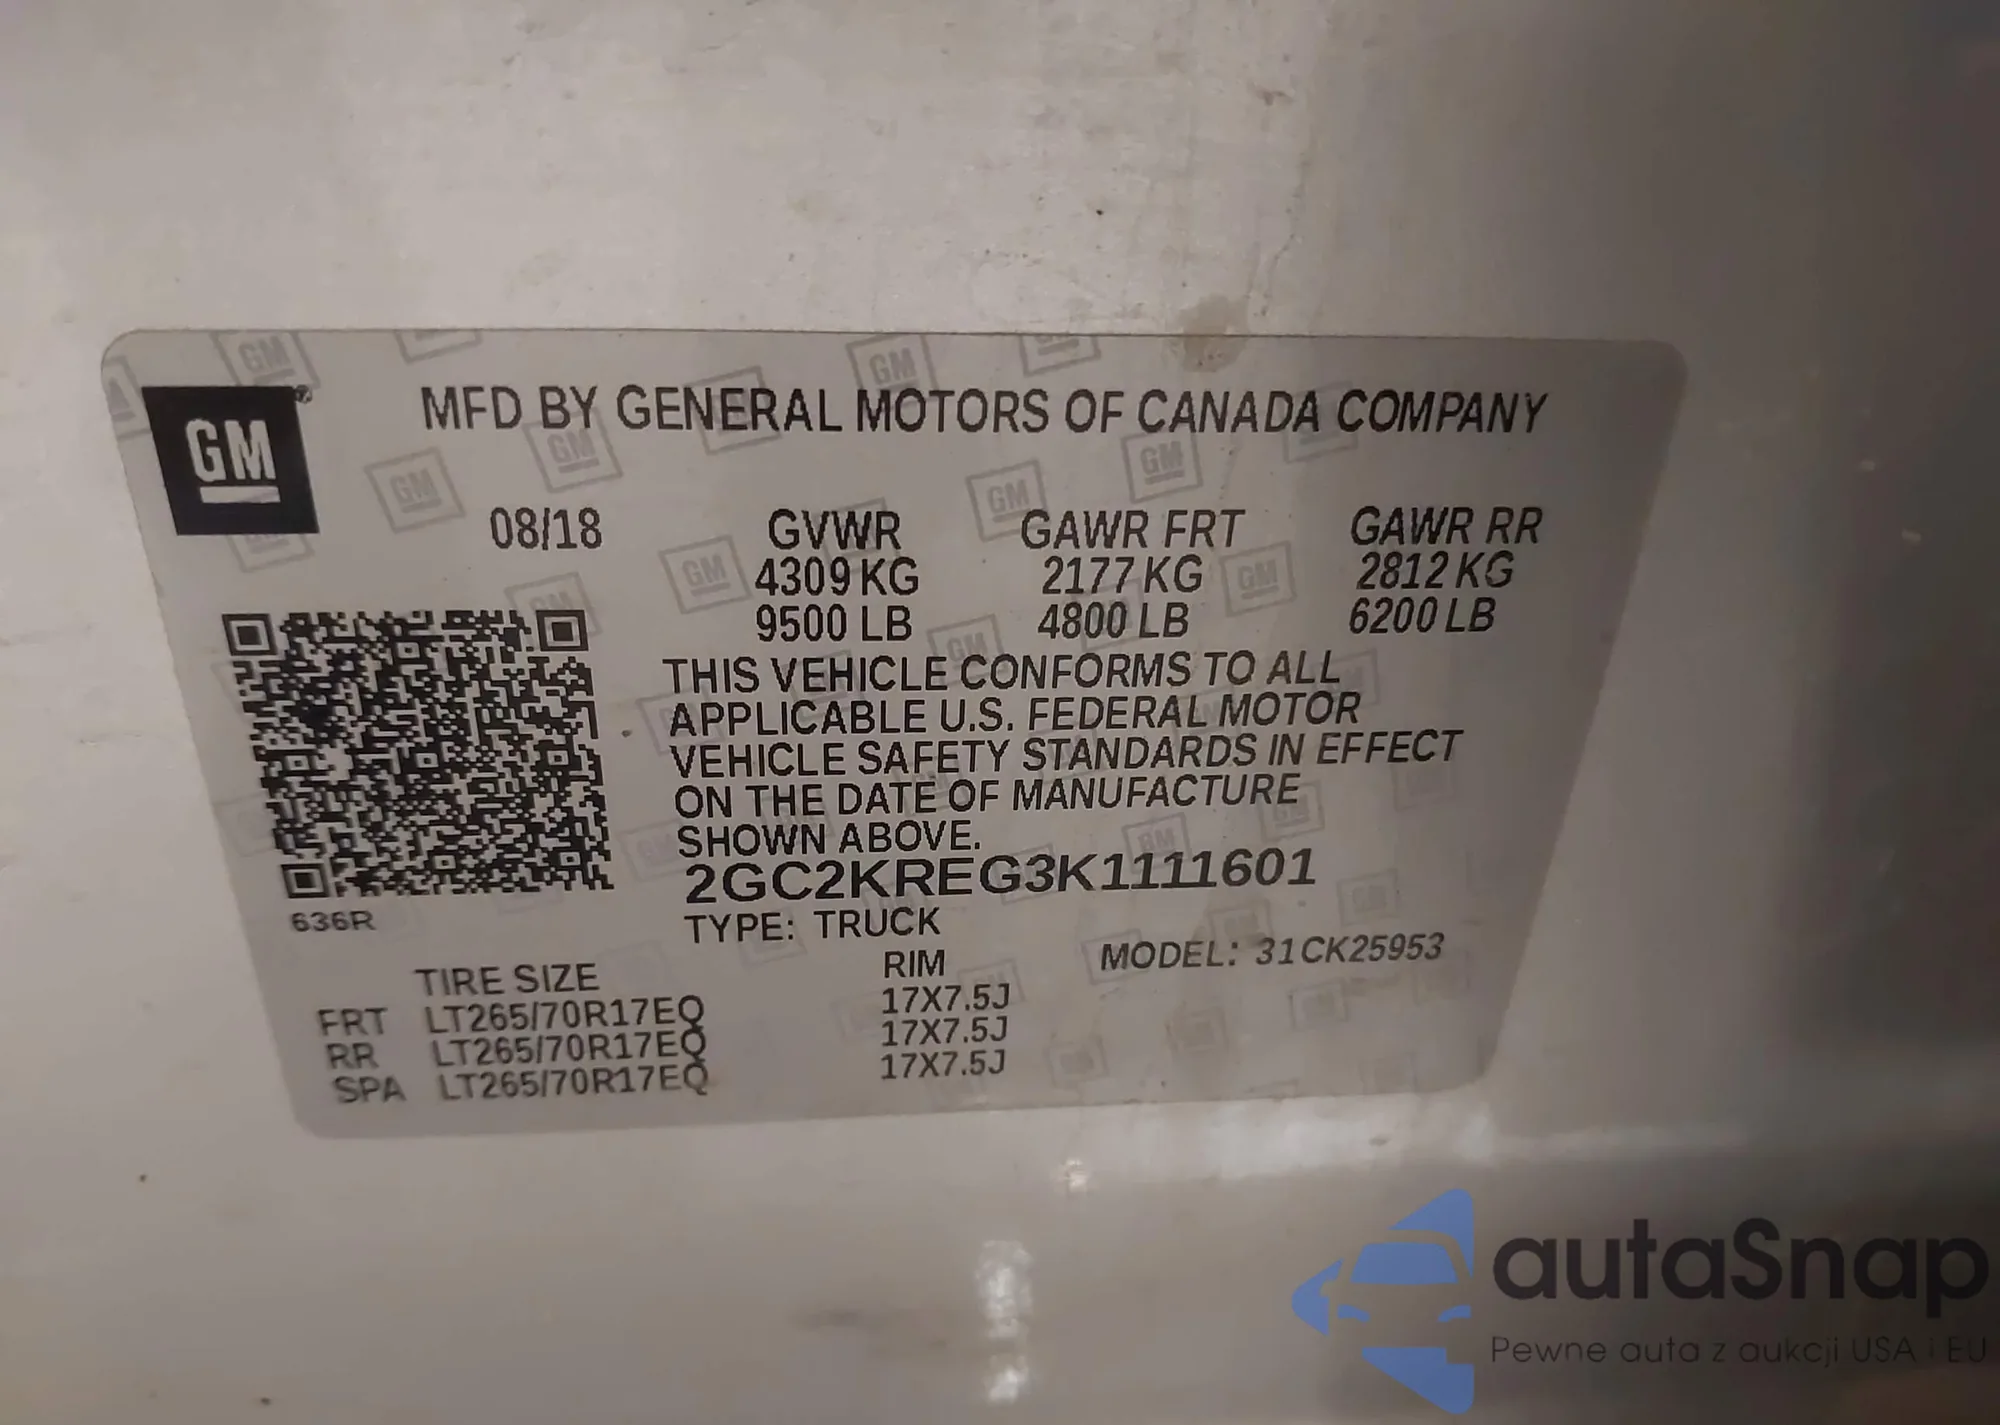 GM
MFD BY GENERAL MOTORS OF CANADA COMPANY
08/18 GVWR GAWR FRT GAWR RR
4309 KG 2177 KG 2812 KG
9500 LB 4800 LB 6200 LB
THIS VEHICLE CONFORMS TO ALL
APPLICABLE U.S. FEDERAL MOTOR
VEHICLE SAFETY STANDARDS IN EFFECT
ON THE DATE OF MANUFACTURE
SHOWN ABOVE.
2GC2KREG3K1111601
636R
TYPE: TRUCK
MODEL: 31CK25953
TIRE SIZE RIM
FRT LT265/70R17EQ 17X7.5J
RR LT265/70R17EQ 17X7.5J
SPA LT265/70R17EQ 17X7.5J
autaSnap
Pewne auta z aukcji USA i EU